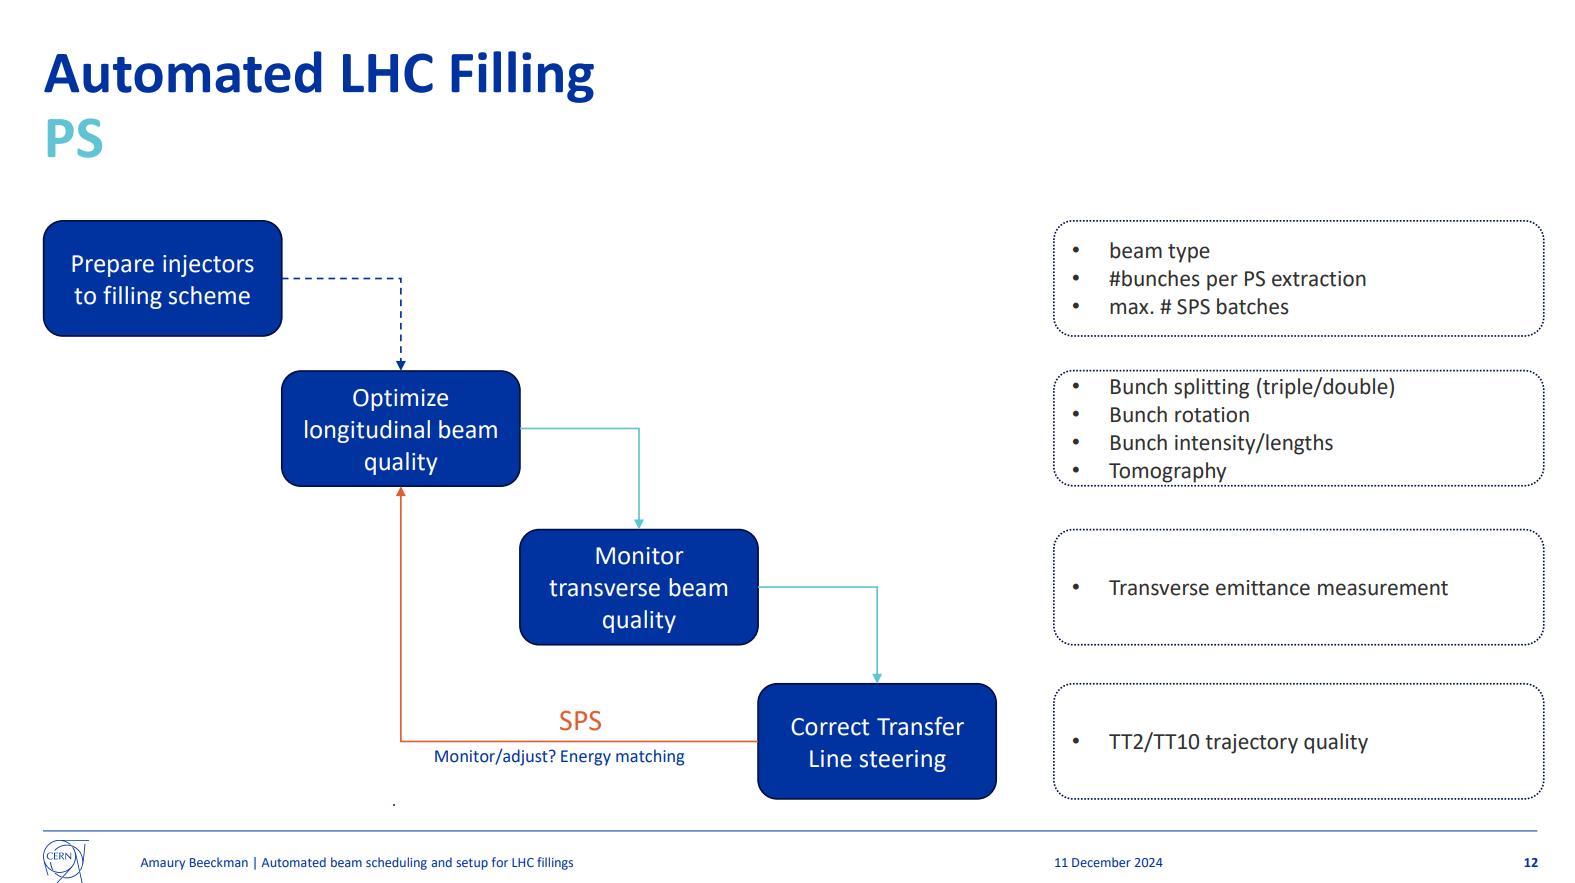 Automated LHC Filling
PS
Prepare injectors
to filling scheme
• beam type
• #bunches per PS extraction
• max. # SPS batches
Optimize
longitudinal beam
quality
• Bunch splitting (triple/double)
• Bunch rotation
• Bunch intensity/lengths
• Tomography
Monitor
transverse beam
quality
• Transverse emittance measurement
SPS
Monitor/adjust? Energy matching
Correct Transfer
Line steering
• TT2/TT10 trajectory quality
.
CERN
Amaury Beeckman | Automated beam scheduling and setup for LHC fillings
11 December 2024
12